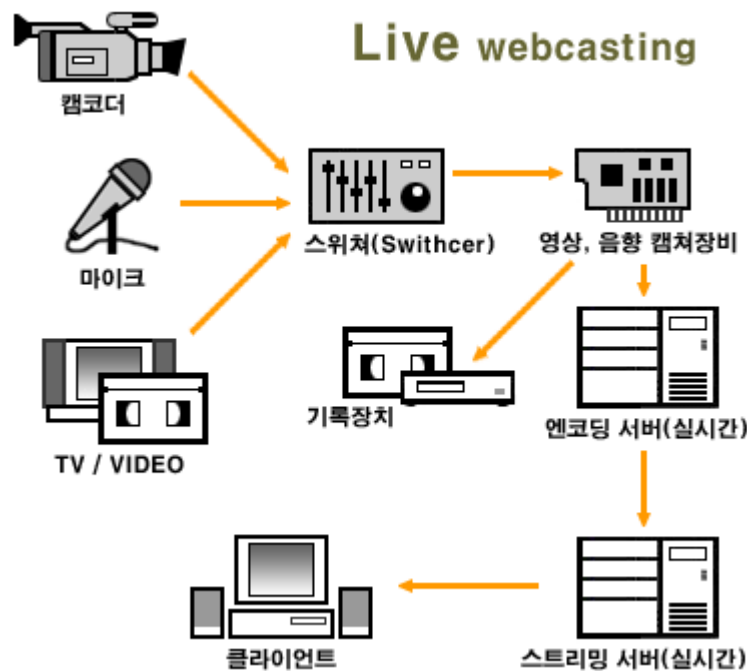 Live webcasting
캠코더
마이크
스위쳐(Swithcer)
영상, 음향 캡쳐장비
TV / VIDEO
기록장치
엔코딩 서버(실시간)
클라이언트
스트리밍 서버(실시간)